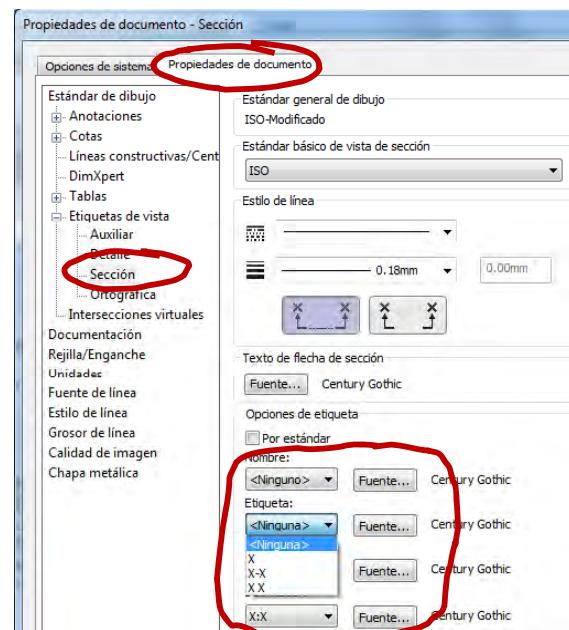 Propiedades de documento - Sección
Opciones de sistema
Propiedades de documento
Estándar de dibujo
Anotaciones
Cotas
Líneas constructivas/Cent
DimXpert
Tablas
Etiquetas de vista
Auxiliar
Detalle
Sección
Ortográfica
Intersecciones virtuales
Documentación
Rejilla/Enganche
Unidades
Fuente de línea
Estilo de línea
Grosor de línea
Calidad de imagen
Chapa metálica
Estándar general de dibujo
ISO-Modificado
Estándar básico de vista de sección
ISO
Estilo de línea
0.18mm
0.00mm
X X
X X
Texto de flecha de sección
Fuente... Century Gothic
Opciones de etiqueta
Por estándar
Nombre:
<Ninguno> Fuente... Century Gothic
Etiqueta:
<Ninguna> Fuente... Century Gothic
<Ninguna>
X
X-X
X X
Fuente... Century Gothic
X:X Fuente... Century Gothic